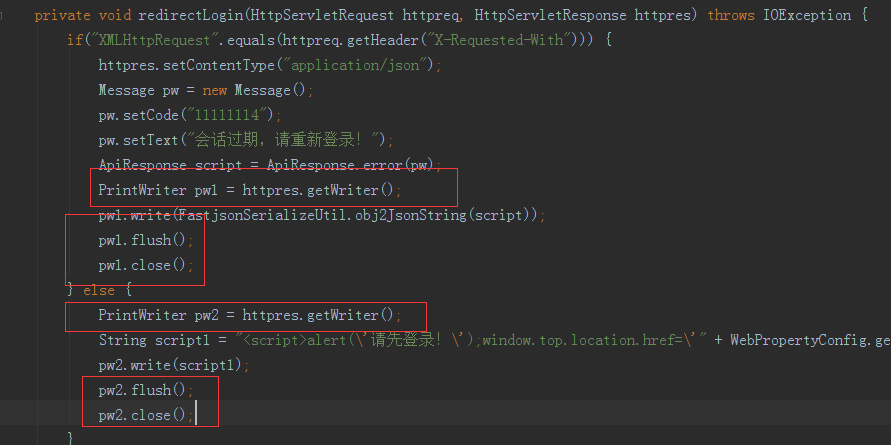 private void redirectLogin(HttpServletRequest httpreq, HttpServletResponse httpres) throws IOException {
if("XMLHttpRequest".equals(httpreq.getHeader("X-Requested-With"))) {
httpres.setContentType("application/json");
Message pw = new Message();
pw.setCode("11111114");
pw.setText("会话过期，请重新登录！");
ApiResponse script = ApiResponse.error(pw);
PrintWriter pw1 = httpres.getWriter();
pw1.write(FastjsonSerializeUtil.obj2JsonString(script));
pw1.flush();
pw1.close();
} else {
PrintWriter pw2 = httpres.getWriter();
String script1 = "<script>alert(\'请先登录！\');window.top.location.href=\'" + WebPropertyConfig.ge
pw2.write(script1);
pw2.flush();
pw2.close();
}